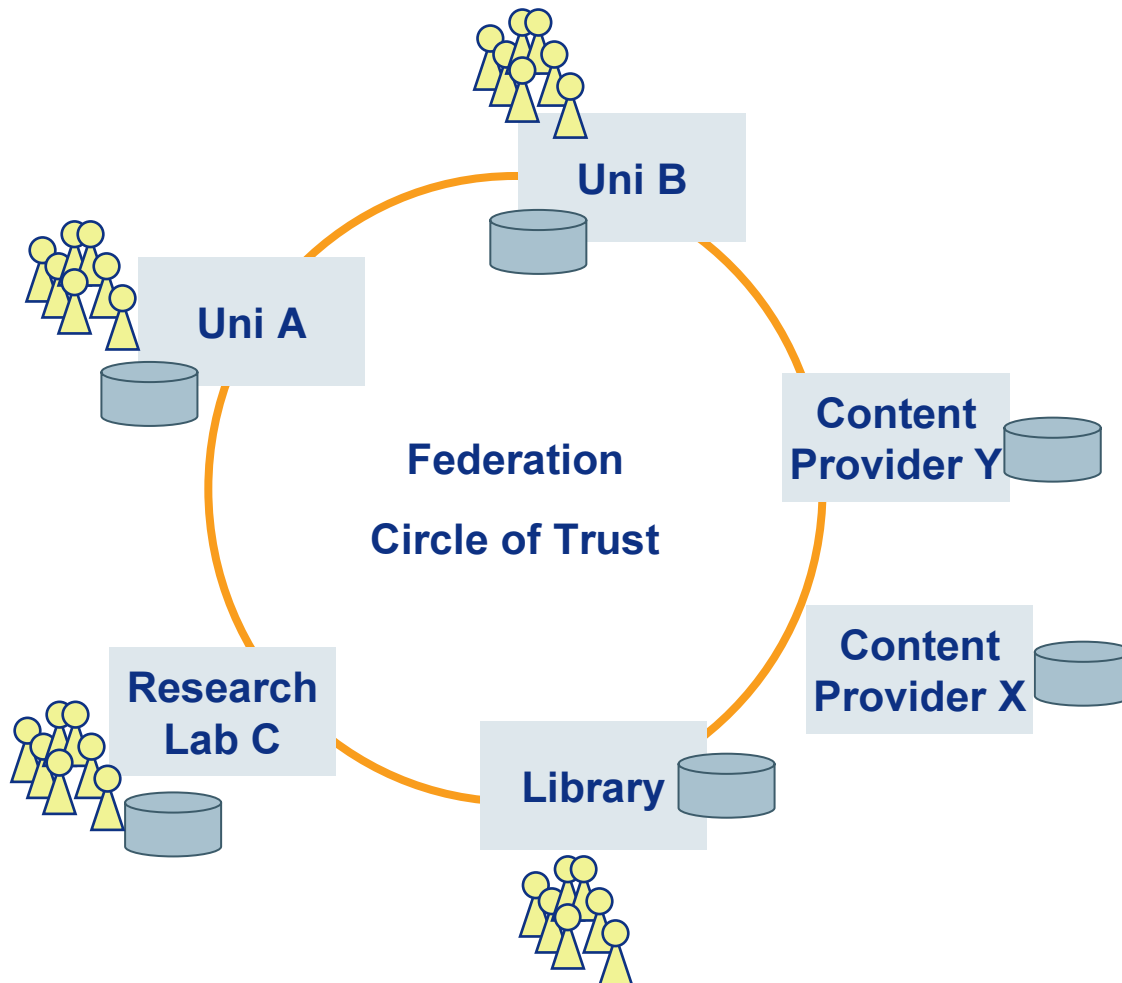 Uni B
Uni A
Content
Provider Y
Federation
Circle of Trust
Content
Provider X
Research
Lab C
Library